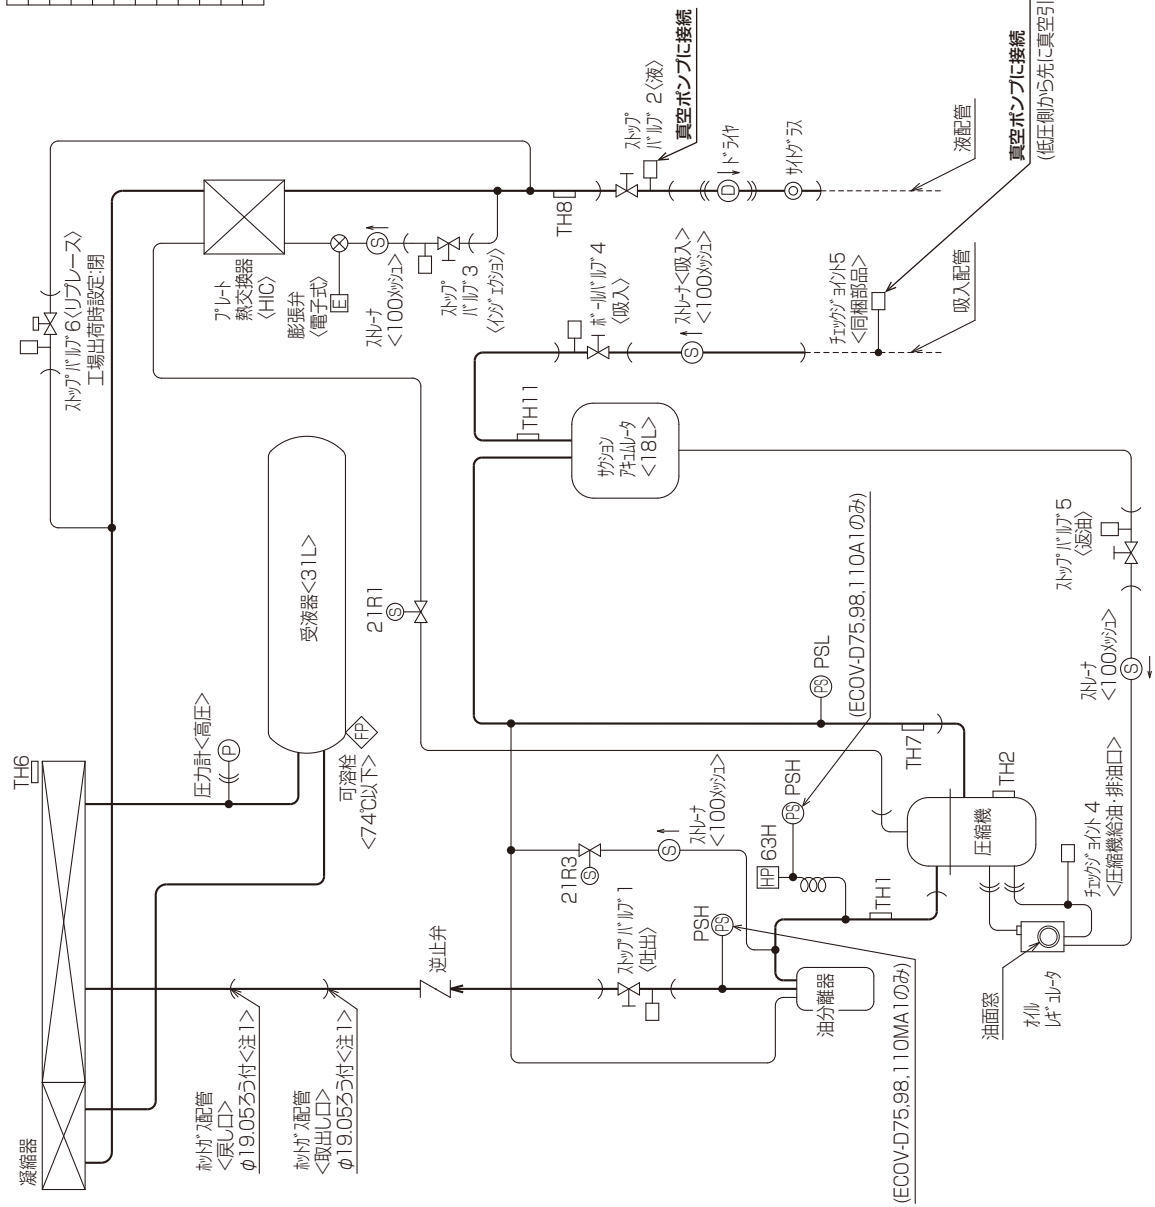 凝縮器
TH6
ホットガス配管
<戻し口>
φ19.05ろう付<注1>
ホットガス配管
<取出し口>
φ19.05ろう付<注1>
逆止弁
圧力計<高圧>
P
受液器<31L>
FP
可溶栓
<74℃以下>
ストップバルブ6<リプレース>
工場出荷時設定:閉
プレート
熱交換器
<HIC>
膨張弁
<電子式>
E
ストレーナ
<100メッシュ>
S
ストップ
バルブ3
<インジェクション>
TH8
ストップ
バルブ2<液>
真空ポンプに接続
D
ドライヤ
サイトグラス
液配管
21R1
S
TH11
ボールバルブ4
<吸入>
ストレーナ<吸入>
<100メッシュ>
S
チェックジョイント5
<同梱部品>
吸入配管
真空ポンプに接続
(低圧側から先に真空引
サクション
アキュムレータ
<18L>
ストップバルブ5
<返油>
ストレーナ
<100メッシュ>
S
PS
PSL
TH7
(ECOV-D75,98,110A1のみ)
21R3
S
ストレーナ
<100メッシュ>
S
HP
63H
PS
PSH
TH1
圧縮機
TH2
チェックジョイント4
<圧縮機給油・排油口>
ストップバルブ1
<吐出>
PSH
PS
油分離器
(ECOV-D75,98,110MA1のみ)
油面窓
オイル
レギュレータ